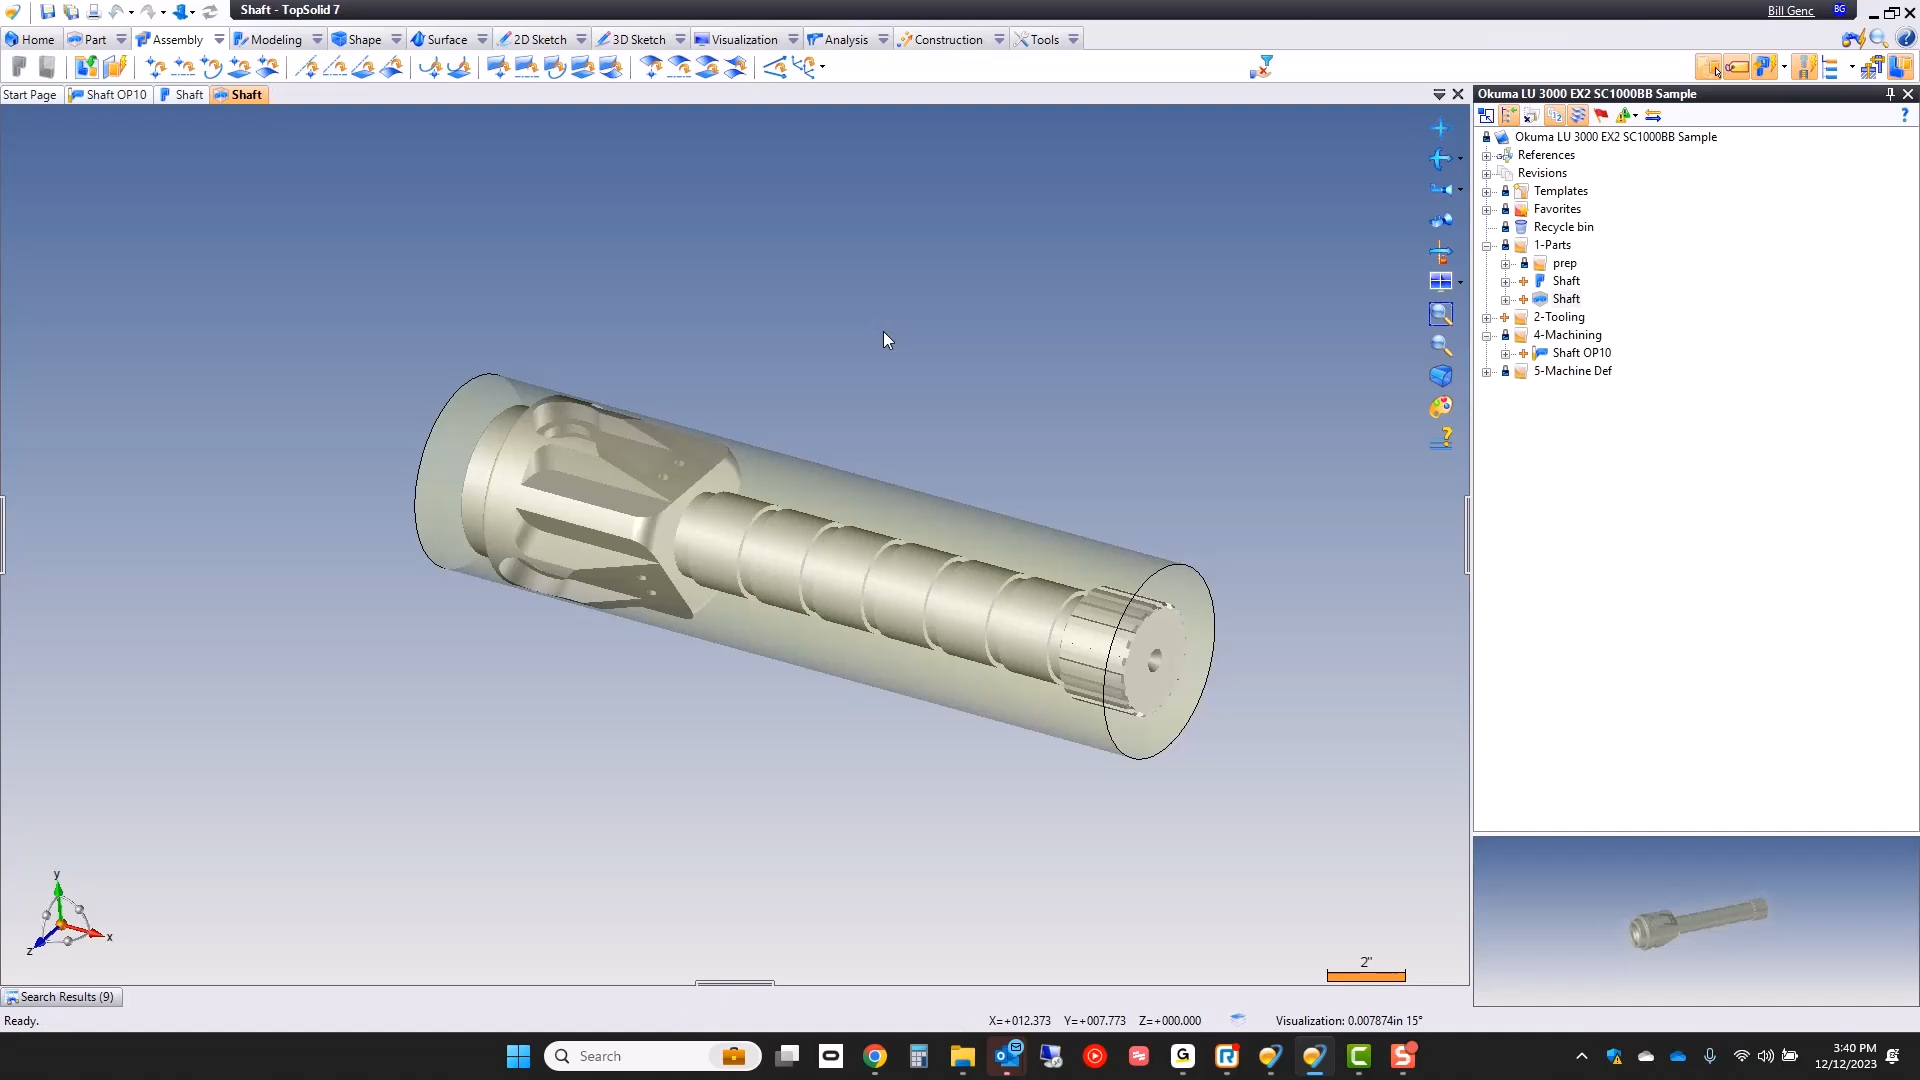 Shaft - TopSolid 7
Bill Genc
BG
Home
Part
Assembly
Modeling
Shape
Surface
2D Sketch
3D Sketch
Visualization
Analysis
Construction
Tools
Start Page
Shaft OP10
Shaft
Shaft
Okuma LU 3000 EX2 SC1000BB Sample
Okuma LU 3000 EX2 SC1000BB Sample
References
Revisions
Templates
Favorites
Recycle bin
1-Parts
prep
Shaft
Shaft
2-Tooling
4-Machining
Shaft OP10
5-Machine Def
y
x
z
2"
Search Results (9)
Ready.
X=+012.373 Y=+007.773 Z=+000.000
Visualization: 0.007874in 15°
Search
3:40 PM
12/12/2023